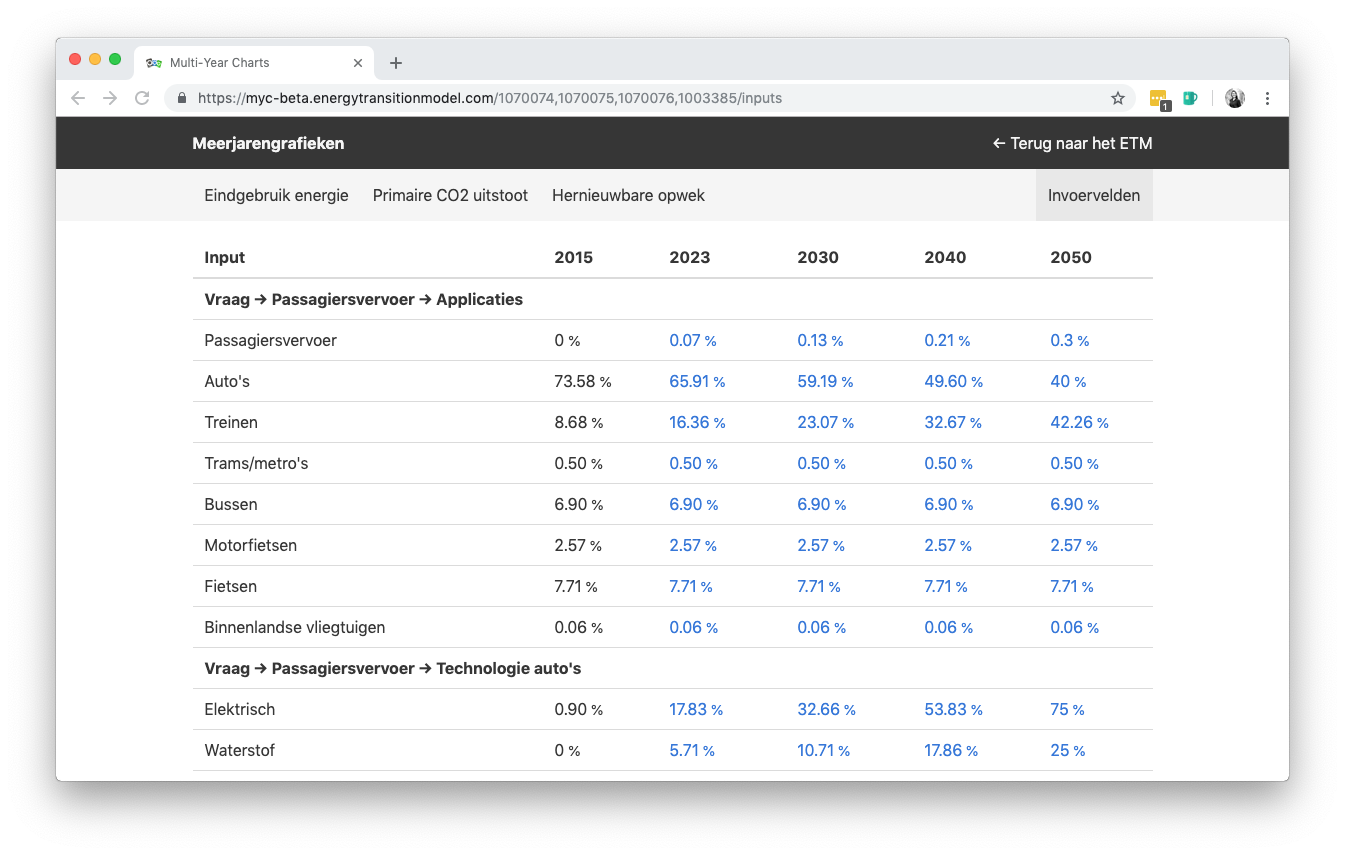 Multi-Year Charts
https://myc-beta.energytransitionmodel.com/1070074,1070075,1070076,1003385/inputs
1
Meerjarengrafieken ← Terug naar het ETM
Eindgebruik energie Primaire CO2 uitstoot Hernieuwbare opwek Invoervelden
Input 2015 2023 2030 2040 2050
Vraag → Passagiersvervoer → Applicaties
Passagiersvervoer 0 % 0.07 % 0.13 % 0.21 % 0.3 %
Auto's 73.58 % 65.91 % 59.19 % 49.60 % 40 %
Treinen 8.68 % 16.36 % 23.07 % 32.67 % 42.26 %
Trams/metro's 0.50 % 0.50 % 0.50 % 0.50 % 0.50 %
Bussen 6.90 % 6.90 % 6.90 % 6.90 % 6.90 %
Motorfietsen 2.57 % 2.57 % 2.57 % 2.57 % 2.57 %
Fietsen 7.71 % 7.71 % 7.71 % 7.71 % 7.71 %
Binnenlandse vliegtuigen 0.06 % 0.06 % 0.06 % 0.06 % 0.06 %
Vraag → Passagiersvervoer → Technologie auto's
Elektrisch 0.90 % 17.83 % 32.66 % 53.83 % 75 %
Waterstof 0 % 5.71 % 10.71 % 17.86 % 25 %